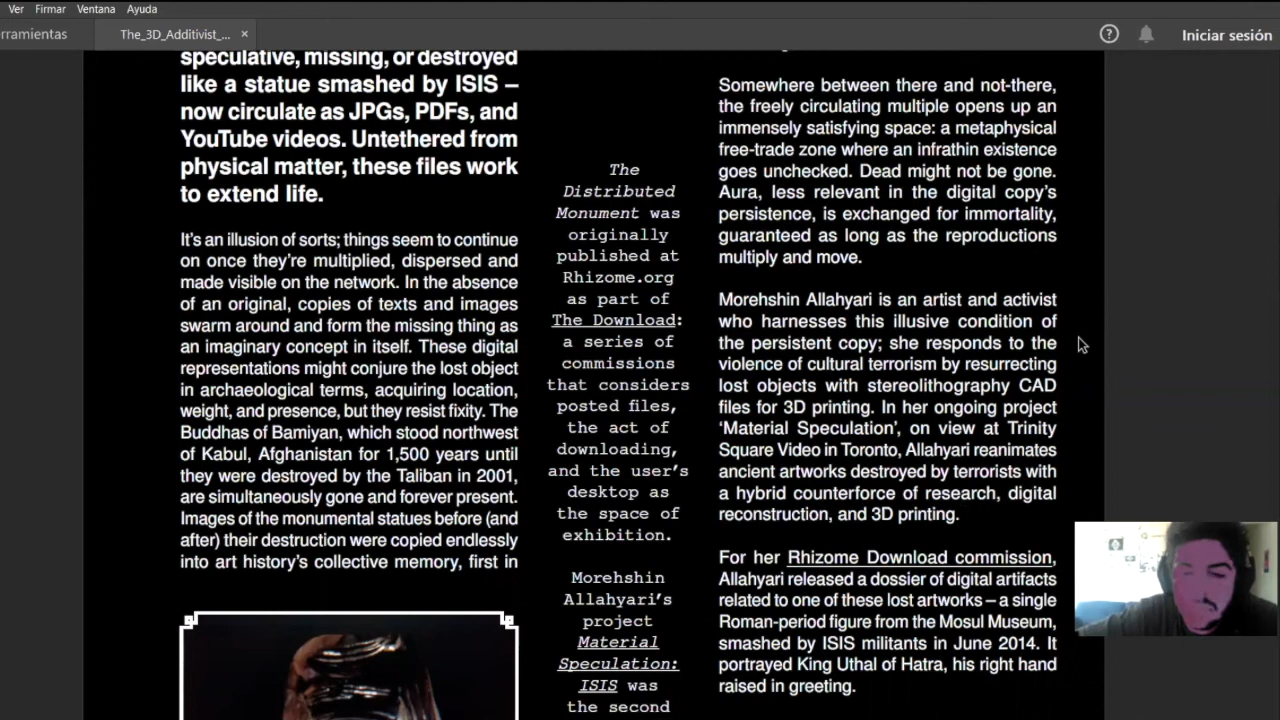 Ver Firmar Ventana Ayuda
erramientas
The_3D_Additivist_... ×
Iniciar sesión
speculative, missing, or destroyed
like a statue smashed by ISIS –
now circulate as JPGs, PDFs, and
YouTube videos. Untethered from
physical matter, these files work
to extend life.
It's an illusion of sorts; things seem to continue
on once they're multiplied, dispersed and
made visible on the network. In the absence
of an original, copies of texts and images
swarm around and form the missing thing as
an imaginary concept in itself. These digital
representations might conjure the lost object
in archaeological terms, acquiring location,
weight, and presence, but they resist fixity. The
Buddhas of Bamiyan, which stood northwest
of Kabul, Afghanistan for 1,500 years until
they were destroyed by the Taliban in 2001,
are simultaneously gone and forever present.
Images of the monumental statues before (and
after) their destruction were copied endlessly
into art history's collective memory, first in
The
Distributed
Monument was
originally
published at
Rhizome.org
as part of
The Download:
a series of
commissions
that considers
posted files,
the act of
downloading,
and the user's
desktop as
the space of
exhibition.
Morehshin
Allahyari's
project
Material
Speculation:
ISIS was
the second
Somewhere between there and not-there,
the freely circulating multiple opens up an
immensely satisfying space: a metaphysical
free-trade zone where an infrathin existence
goes unchecked. Dead might not be gone.
Aura, less relevant in the digital copy's
persistence, is exchanged for immortality,
guaranteed as long as the reproductions
multiply and move.
Morehshin Allahyari is an artist and activist
who harnesses this illusive condition of
the persistent copy; she responds to the
violence of cultural terrorism by resurrecting
lost objects with stereolithography CAD
files for 3D printing. In her ongoing project
‘Material Speculation’, on view at Trinity
Square Video in Toronto, Allahyari reanimates
ancient artworks destroyed by terrorists with
a hybrid counterforce of research, digital
reconstruction, and 3D printing.
For her Rhizome Download commission,
Allahyari released a dossier of digital artifacts
related to one of these lost artworks – a single
Roman-period figure from the Mosul Museum,
smashed by ISIS militants in June 2014. It
portrayed King Uthal of Hatra, his right hand
raised in greeting.